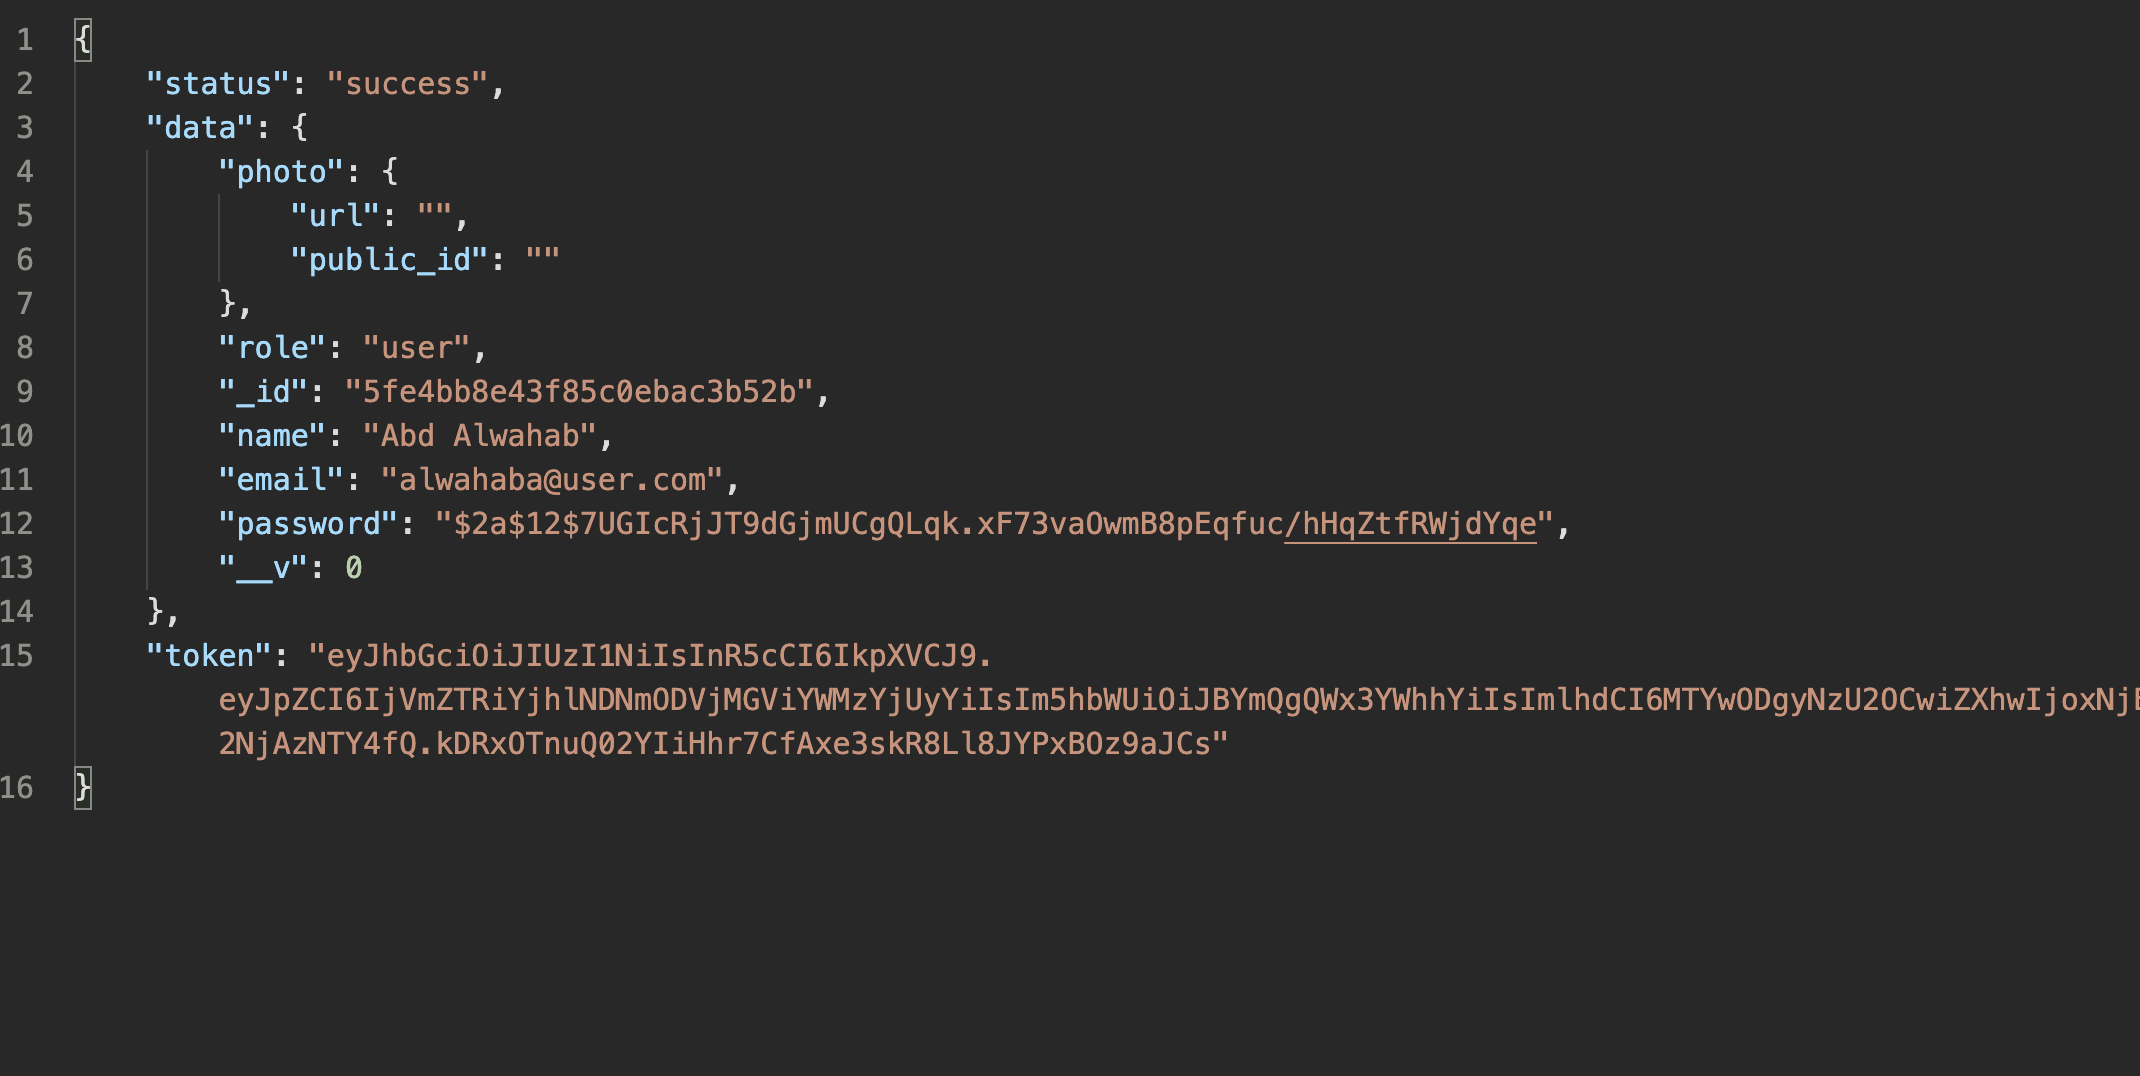 1 {
2 "status": "success",
3 "data": {
4 "photo": {
5 "url": "",
6 "public_id": ""
7 },
8 "role": "user",
9 "_id": "5fe4bb8e43f85c0ebac3b52b",
10 "name": "Abd Alwahab",
11 "email": "alwahaba@user.com",
12 "password": "$2a$12$7UGIcRjJT9dGjmUCgQLqk.xF73vaOwmB8pEqfuc/hHqZtfRWjdYqe",
13 "__v": 0
14 },
15 "token": "eyJhbGciOiJIUzI1NiIsInR5cCI6IkpXVCJ9.
eyJpZCI6IjVmZTRiYjhlNDNmODVjMGViYWMzYjUyYiIsIm5hbWUiOiJBYmQgQWx3YWhhYiIsImlhdCI6MTYwODgyNzU2OCwiZXhwIjoxNjE
2NjAzNTY4fQ.kDRxOTnuQ02YIiHhr7CfAxe3skR8Ll8JYPxBOz9aJCs"
16 }